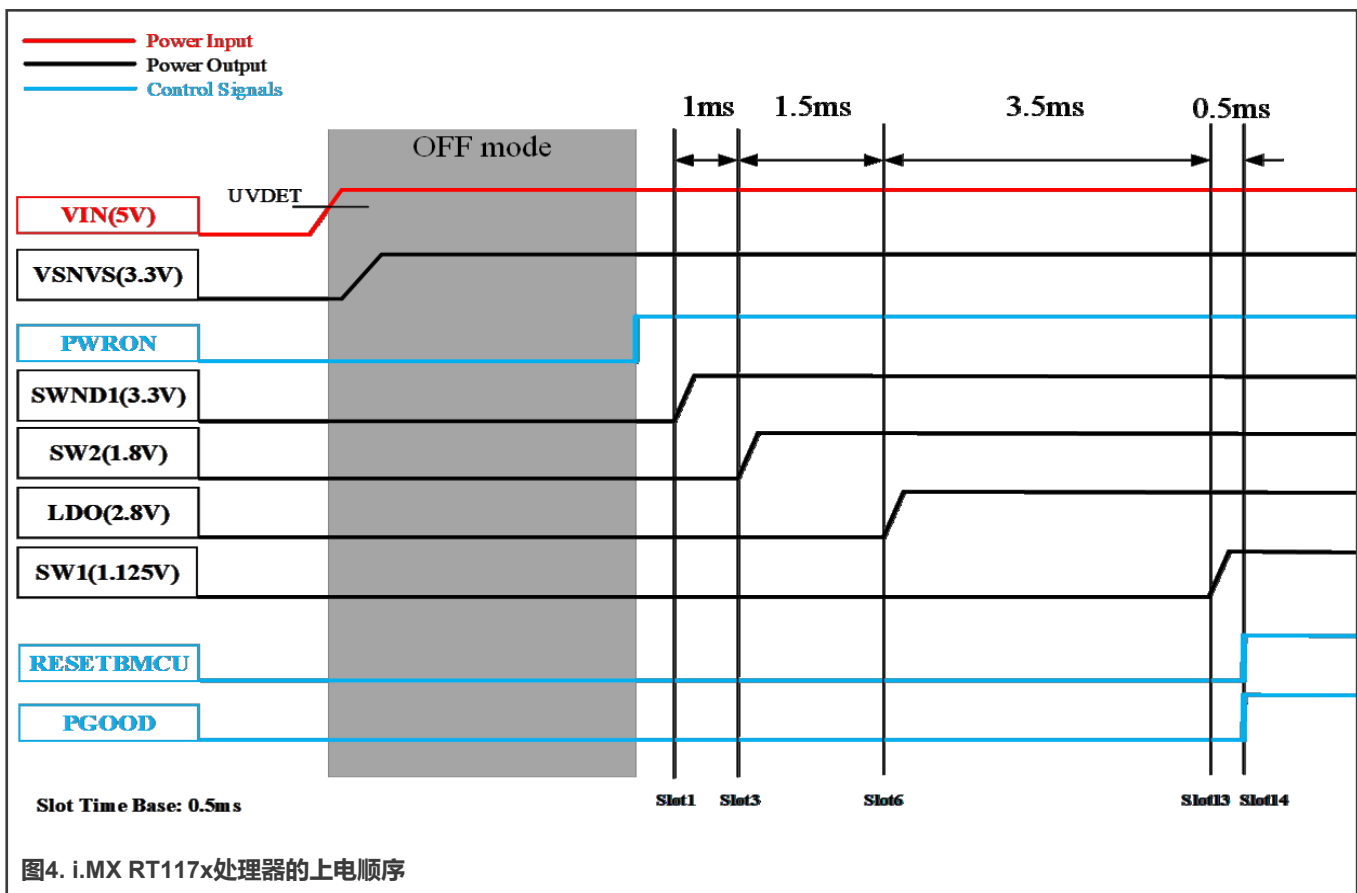 Power Input
Power Output
Control Signals
1ms 1.5ms 3.5ms 0.5ms
OFF mode
UVDET
VIN(5V)
VSNVS(3.3V)
PWRON
SWND1(3.3V)
SW2(1.8V)
LDO(2.8V)
SW1(1.125V)
RESETBMCU
PGOOD
Slot Time Base: 0.5ms
Slot1 Slot3 Slot6 Slot13 Slot14
图4. i.MX RT117x处理器的上电顺序